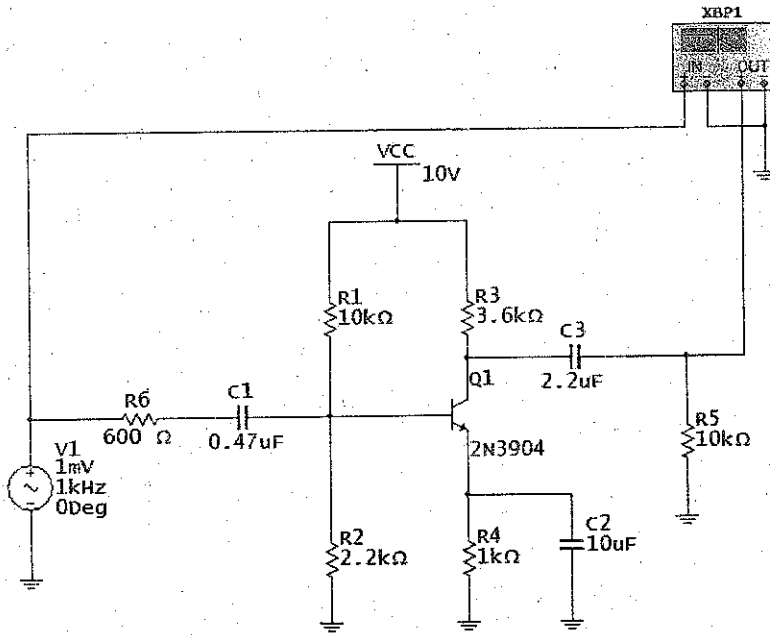 XBP1
IN OUT
VCC
10V
R1
10kΩ
R3
3.6kΩ
C3
2.2uF
Q1
2N3904
R6
600 Ω
C1
0.47uF
V1
1mV
1kHz
0Deg
R5
10kΩ
R2
2.2kΩ
R4
1kΩ
C2
10uF